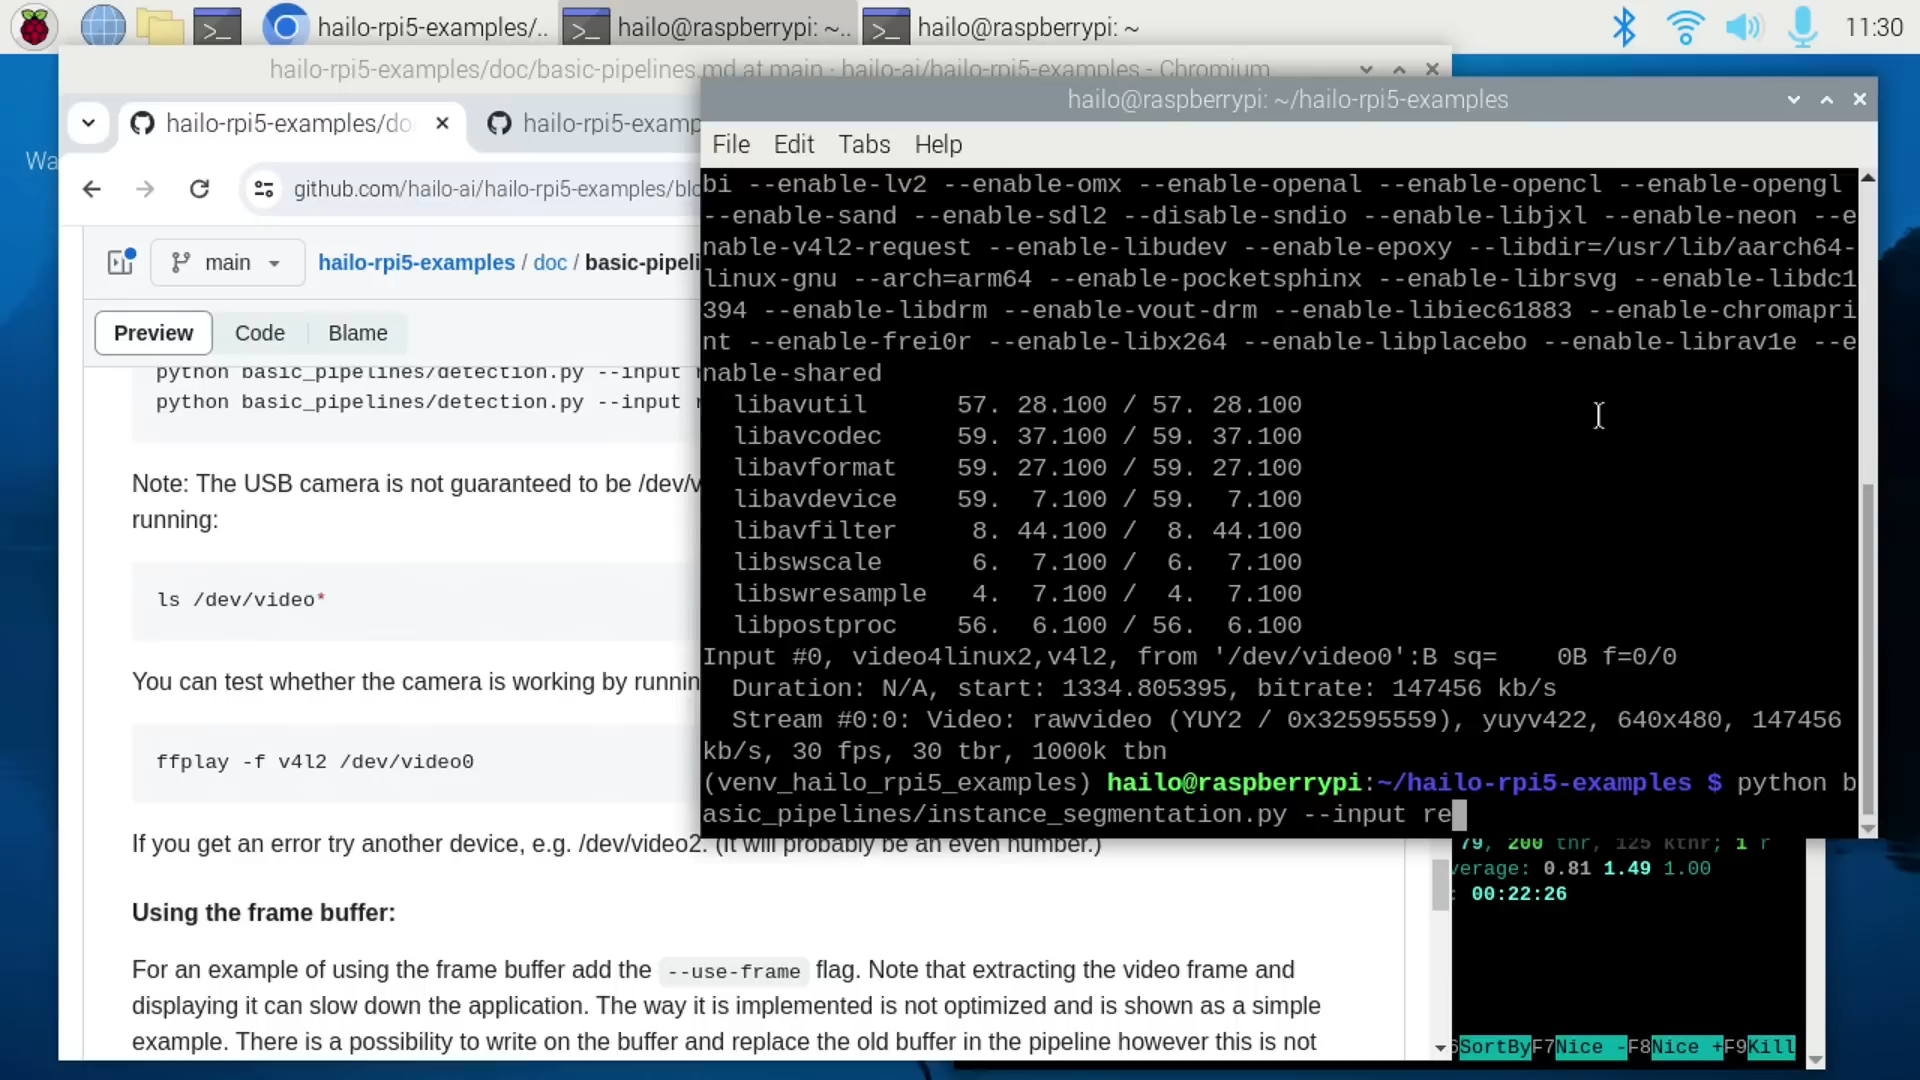 hailo-rpi5-examples/..
hailo@raspberrypi: ~..
hailo@raspberrypi: ~
11:30
hailo-rpi5-examples/doc/basic-pipelines.md at main · hailo-ai/hailo-rpi5-examples - Chromium
Wa
hailo-rpi5-examples/do
hailo-rpi5-examp
github.com/hailo-ai/hailo-rpi5-examples/blo
main
hailo-rpi5-examples / doc / basic-pipeli
Preview Code Blame
python basic_pipelines/detection.py --input
python basic_pipelines/detection.py --input
Note: The USB camera is not guaranteed to be /dev/v
running:
ls /dev/video*
You can test whether the camera is working by runnin
ffplay -f v4l2 /dev/video0
If you get an error try another device, e.g. /dev/video2. (It will probably be an even number.)
Using the frame buffer:
For an example of using the frame buffer add the --use-frame flag. Note that extracting the video frame and
displaying it can slow down the application. The way it is implemented is not optimized and is shown as a simple
example. There is a possibility to write on the buffer and replace the old buffer in the pipeline however this is not
hailo@raspberrypi: ~/hailo-rpi5-examples
File Edit Tabs Help
bi --enable-lv2 --enable-omx --enable-openal --enable-opencl --enable-opengl
--enable-sand --enable-sdl2 --disable-sndio --enable-libjxl --enable-neon --e
nable-v4l2-request --enable-libudev --enable-epoxy --libdir=/usr/lib/aarch64-
linux-gnu --arch=arm64 --enable-pocketsphinx --enable-librsvg --enable-libdc1
394 --enable-libdrm --enable-vout-drm --enable-libiec61883 --enable-chromapri
nt --enable-frei0r --enable-libx264 --enable-libplacebo --enable-librav1e --e
nable-shared
libavutil 57. 28.100 / 57. 28.100
libavcodec 59. 37.100 / 59. 37.100
libavformat 59. 27.100 / 59. 27.100
libavdevice 59. 7.100 / 59. 7.100
libavfilter 8. 44.100 / 8. 44.100
libswscale 6. 7.100 / 6. 7.100
libswresample 4. 7.100 / 4. 7.100
libpostproc 56. 6.100 / 56. 6.100
Input #0, video4linux2,v4l2, from '/dev/video0':B sq= 0B f=0/0
Duration: N/A, start: 1334.805395, bitrate: 147456 kb/s
Stream #0:0: Video: rawvideo (YUY2 / 0x32595559), yuyv422, 640x480, 147456
kb/s, 30 fps, 30 tbr, 1000k tbn
(venv_hailo_rpi5_examples) hailo@raspberrypi:~/hailo-rpi5-examples $ python b
asic_pipelines/instance_segmentation.py --input re
79, 200 thr, 125 kthr; 1 r
verage: 0.81 1.49 1.00
: 00:22:26
6SortByF7Nice -F8Nice +F9Kill